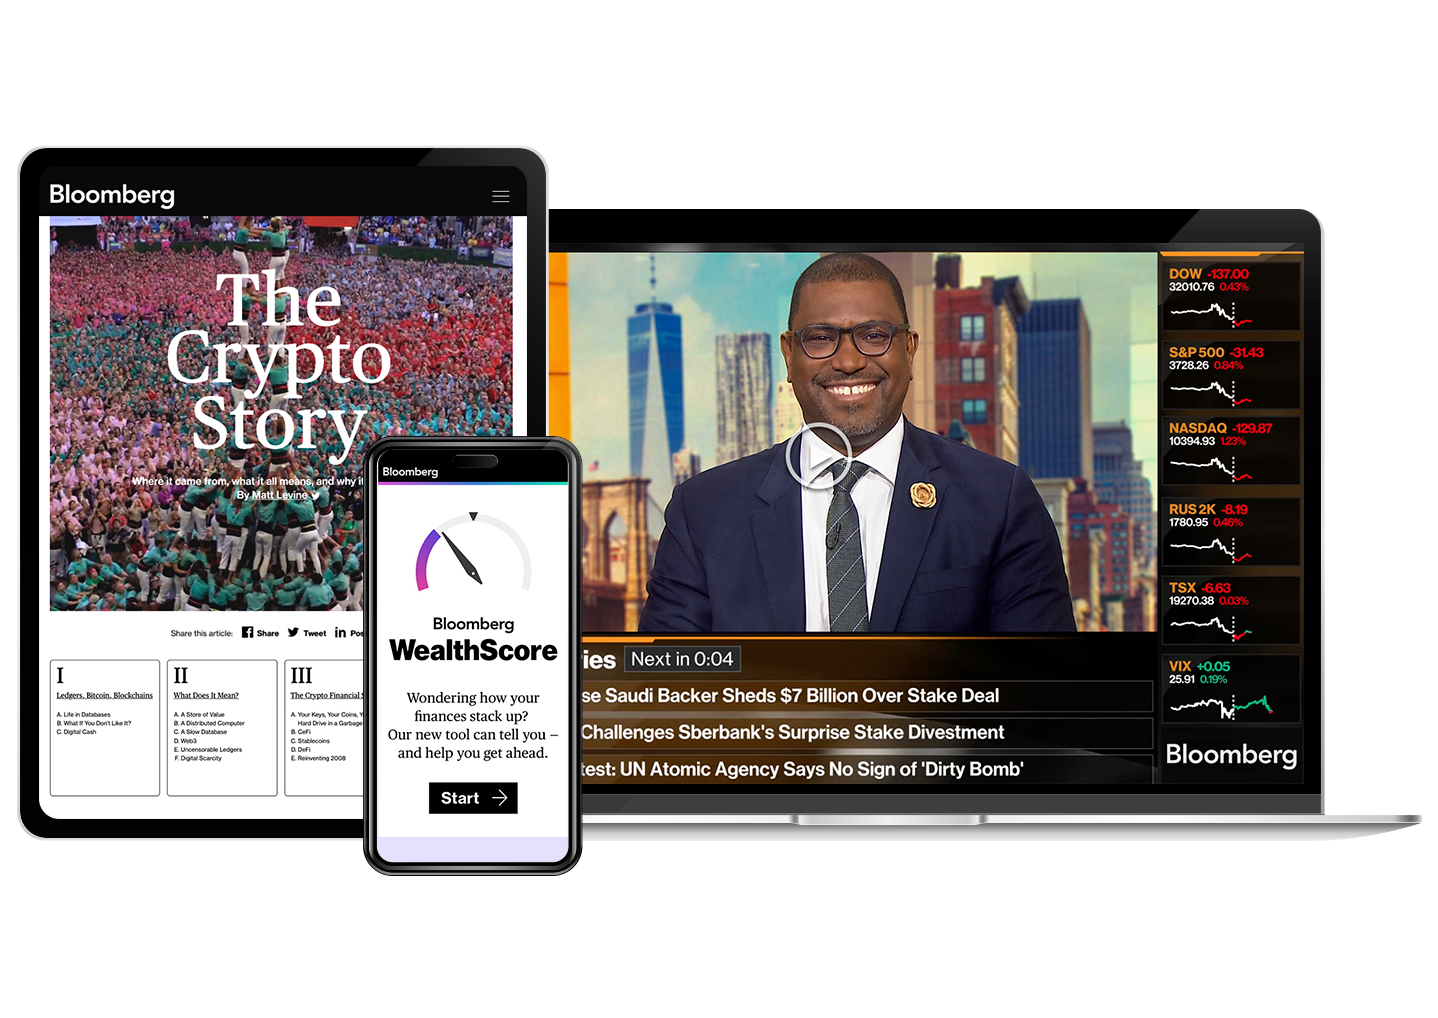 Bloomberg
The
Crypto
Story
Where it came from, what it all means, and why it
By Matt Levine
Share this article: Share Tweet in
I
Ledgers, Bitcoin, Blockchains
A. Life in Databases
B. What If You Don't Like It?
C. Digital Cash
II
What Does It Mean?
A. A Store of Value
B. A Distributed Computer
C. A Slow Database
D. Web3
E. Uncensorable Ledgers
F. Digital Scarcity
III
The Crypto Financial
A. Your Keys, Your Coins,
Hard Drive in a Garbage
B. CeFi
C. Stablecoins
D. DeFi
E. Reinventing 2008
Bloomberg
Bloomberg
WealthScore
Wondering how your
finances stack up?
Our new tool can tell you –
and help you get ahead.
Start
Next in 0:04
Saudi Backer Sheds $7 Billion Over Stake Deal
Challenges Sberbank's Surprise Stake Divestment
UN Atomic Agency Says No Sign of 'Dirty Bomb'
DOW -137.00
32010.76 0.43%
S&P 500 -31.43
3728.26 0.84%
NASDAQ -129.87
10394.93 1.23%
RUS 2K -8.19
1780.95 0.46%
TSX -6.63
19270.38 0.03%
VIX +0.05
25.91 0.19%
Bloomberg